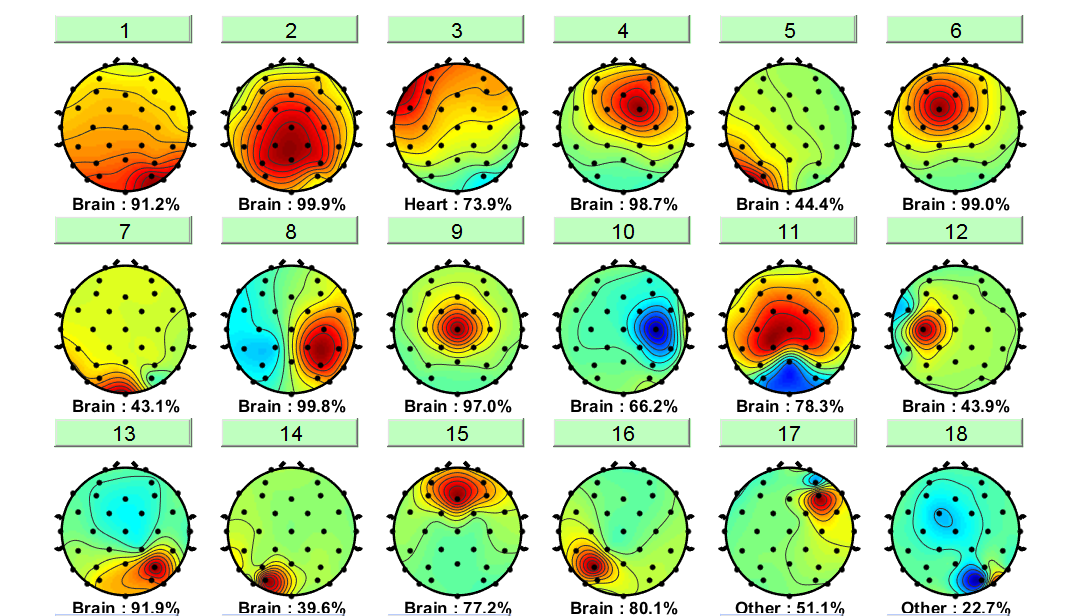 1 2 3 4 5 6
Brain : 91.2% Brain : 99.9% Heart : 73.9% Brain : 98.7% Brain : 44.4% Brain : 99.0%
7 8 9 10 11 12
Brain : 43.1% Brain : 99.8% Brain : 97.0% Brain : 66.2% Brain : 78.3% Brain : 43.9%
13 14 15 16 17 18
Brain : 91.9% Brain : 39.6% Brain : 77.2% Brain : 80.1% Other : 51.1% Other : 22.7%